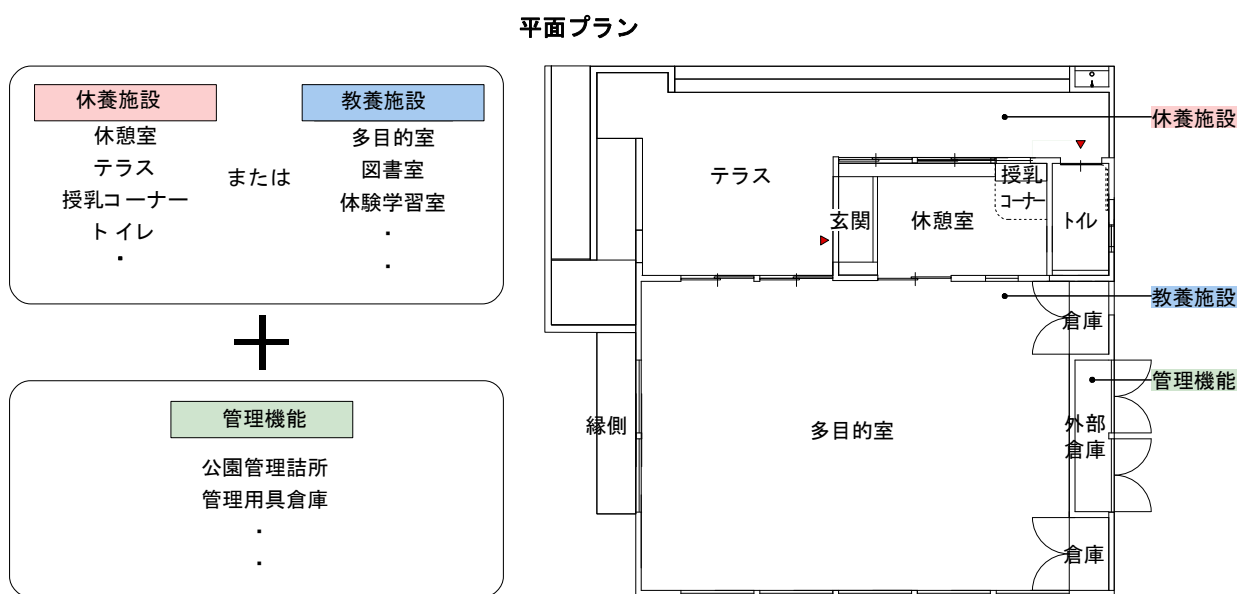 平面プラン
休養施設
休憩室
テラス
授乳コーナー
トイレ
・
または
教養施設
多目的室
図書室
体験学習室
・
・
＋
管理機能
公園管理詰所
管理用具倉庫
・
・
テラス
玄関
休憩室
授乳
コーナー
トイレ
休養施設
教養施設
倉庫
管理機能
縁側
多目的室
外部
倉庫
倉庫